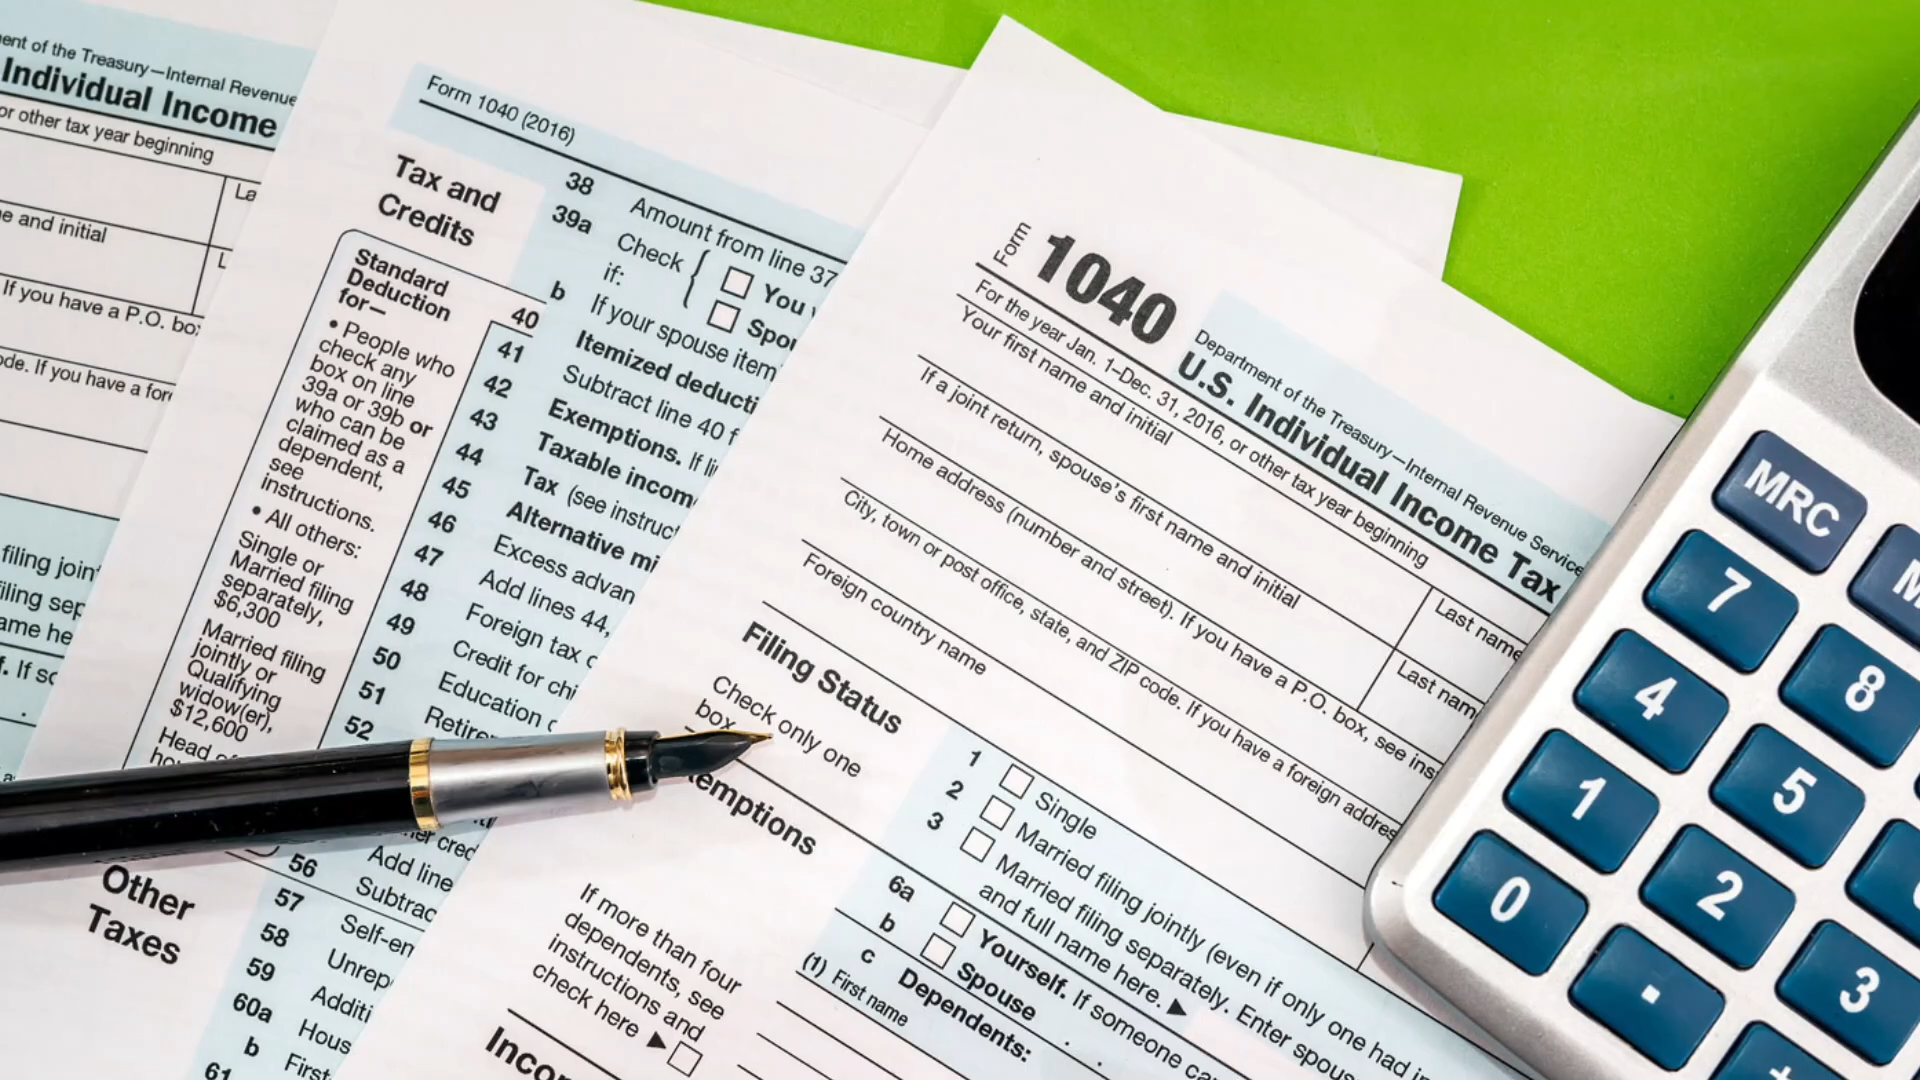 ent of the Treasury—Internal Revenue
Individual Income
or other tax year beginning
La
e and initial
L
If you have a P.O. box
ode. If you have a fore
filing joint
filing sep
ame he
. If so
Form 1040 (2016)
Tax and
Credits
Standard
Deduction
for—
• People who
check any
box on line
39a or 39b or
who can be
claimed as a
dependent,
see
instructions.
• All others:
Single or
Married filing
separately,
$6,300
Married filing
jointly or
Qualifying
widow(er),
$12,600
Head of
38 Amount from line 37
39a Check
if:
You
Spou
b If your spouse item
40 Itemized deducti
41 Subtract line 40 f
42 Exemptions. If li
43 Taxable incom
44 Tax (see instruct
45 Alternative mi
46 Excess advan
47 Add lines 44,
48 Foreign tax c
49 Credit for chi
50 Education c
51 Retire
52
her cred
Add line
56 Subtrac
Other
Taxes
57 Self-em
58 Unrep
59 Additi
60a Hous
b First
61
Form 1040
Department of the Treasury—Internal Revenue Service
U.S. Individual Income Tax
For the year Jan. 1–Dec. 31, 2016, or other tax year beginning
Your first name and initial
Last name
If a joint return, spouse's first name and initial
Last name
Home address (number and street). If you have a P.O. box, see ins
City, town or post office, state, and ZIP code. If you have a foreign addres
Foreign country name
Filing Status
Check only one
box.
1 Single
2 Married filing jointly (even if only one had in
3 Married filing separately. Enter spous
and full name here. ▶
emptions
6a Yourself. If someone ca
b Spouse
c Dependents:
(1) First name
If more than four
dependents, see
instructions and
check here ▶
Incom
MRC
M
7
8
4
5
1
2
0
.
3
+